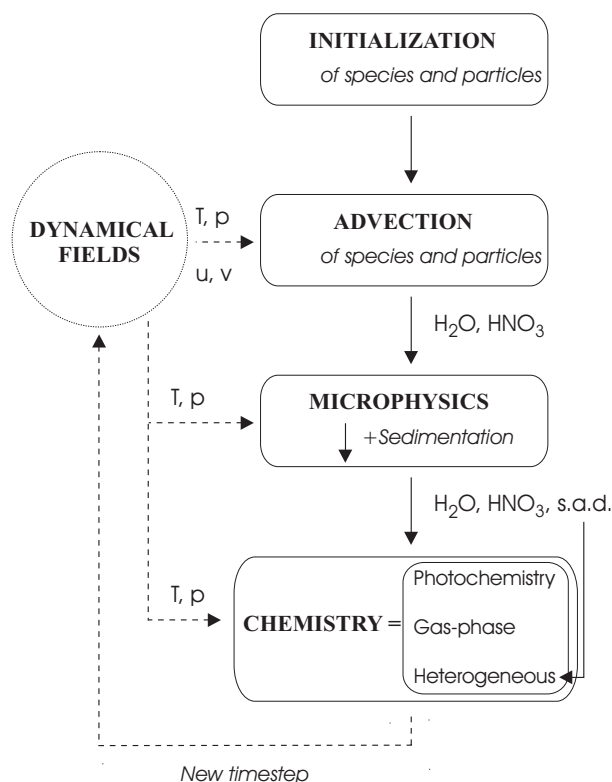 INITIALIZATION
of species and particles
T, p
DYNAMICAL
FIELDS
u, v
ADVECTION
of species and particles
H₂O, HNO₃
T, p
MICROPHYSICS
+Sedimentation
H₂O, HNO₃, s.a.d.
T, p
CHEMISTRY =
Photochemistry
Gas-phase
Heterogeneous
New timestep